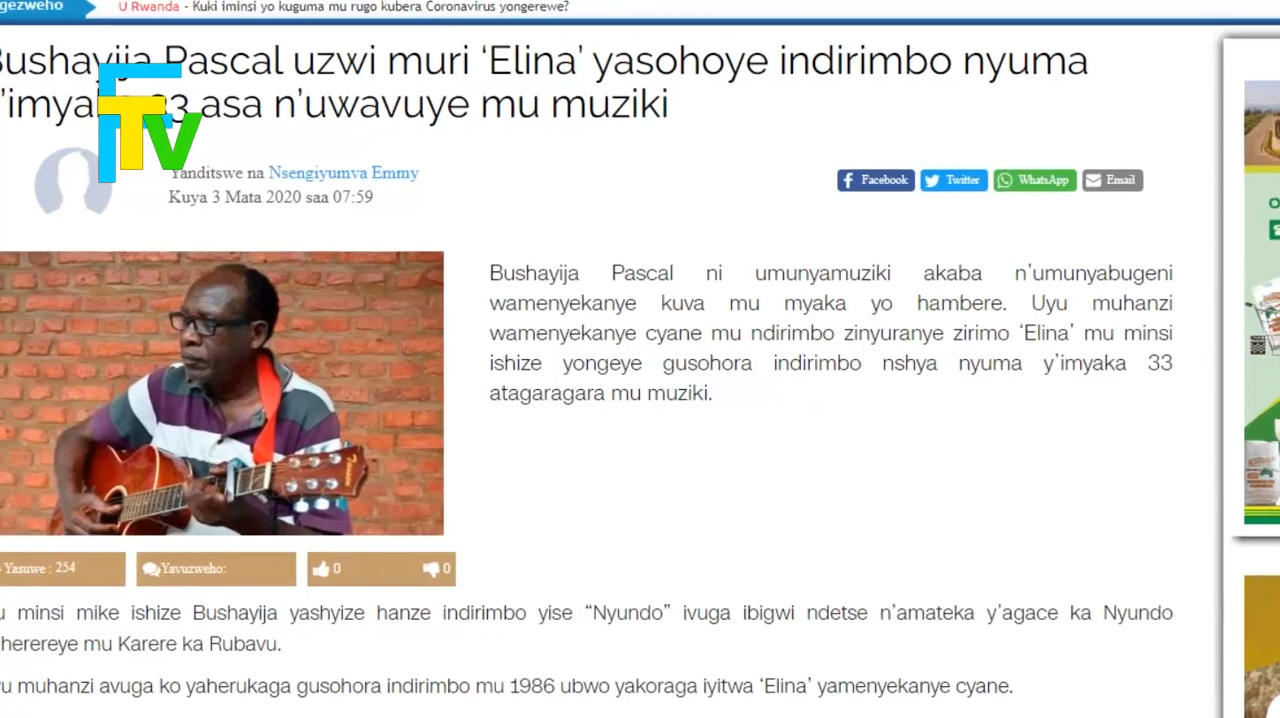 gezweho
U Rwanda - Kuki iminsi yo kuguma mu rugo kubera Coronavirus yongerewe?
Bushayija Pascal uzwi muri ‘Elina’ yasohoye indirimbo nyuma
33 asa n’uwavuye mu muziki
FTV
Yanditswe na Nsengiyumva Emmy
Kuya 3 Mata 2020 saa 07:59
Facebook Twitter WhatsApp Email
Bushayija Pascal ni umunyamuziki akaba n’umunyabugeni
wamenyekanye kuva mu myaka yo hambere. Uyu muhanzi
wamenyekanye cyane mu ndirimbo zinyuranye zirimo ‘Elina’ mu minsi
ishize yongeye gusohora indirimbo nshya nyuma y’imyaka 33
atagaragara mu muziki.
Yasuwe : 254 Yavuzweho: 0 0
minsi mike ishize Bushayija yashyize hanze indirimbo yise “Nyundo” ivuga ibigwi ndetse n’amateka y’agace ka Nyundo
herereye mu Karere ka Rubavu.
muhanzi avuga ko yaherukaga gusohora indirimbo mu 1986 ubwo yakoraga iyitwa ‘Elina’ yamenyekanye cyane.